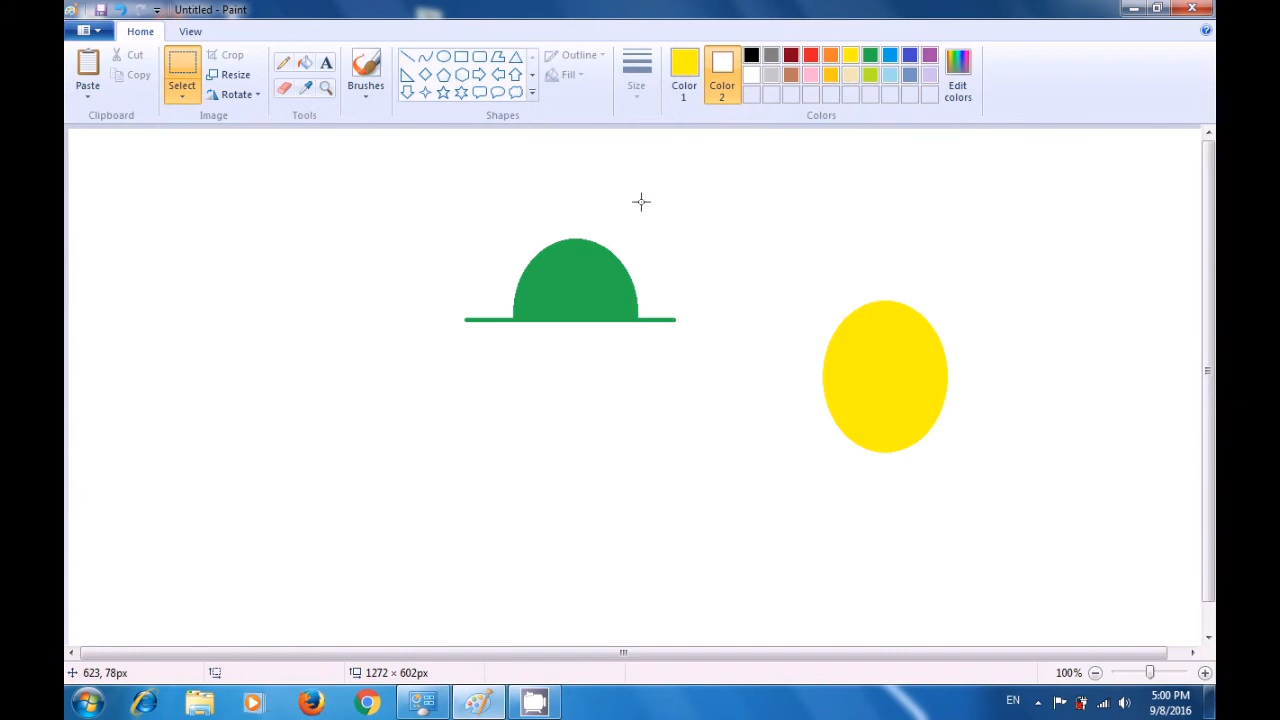 Untitled - Paint
Home View
Paste
Cut
Copy
Clipboard
Select
Crop
Resize
Rotate
Image
A
Tools
Brushes
Shapes
Outline
Fill
Size
Color 1
Color 2
Edit colors
Colors
623, 78px
1272 × 602px
100%
EN
5:00 PM
9/8/2016